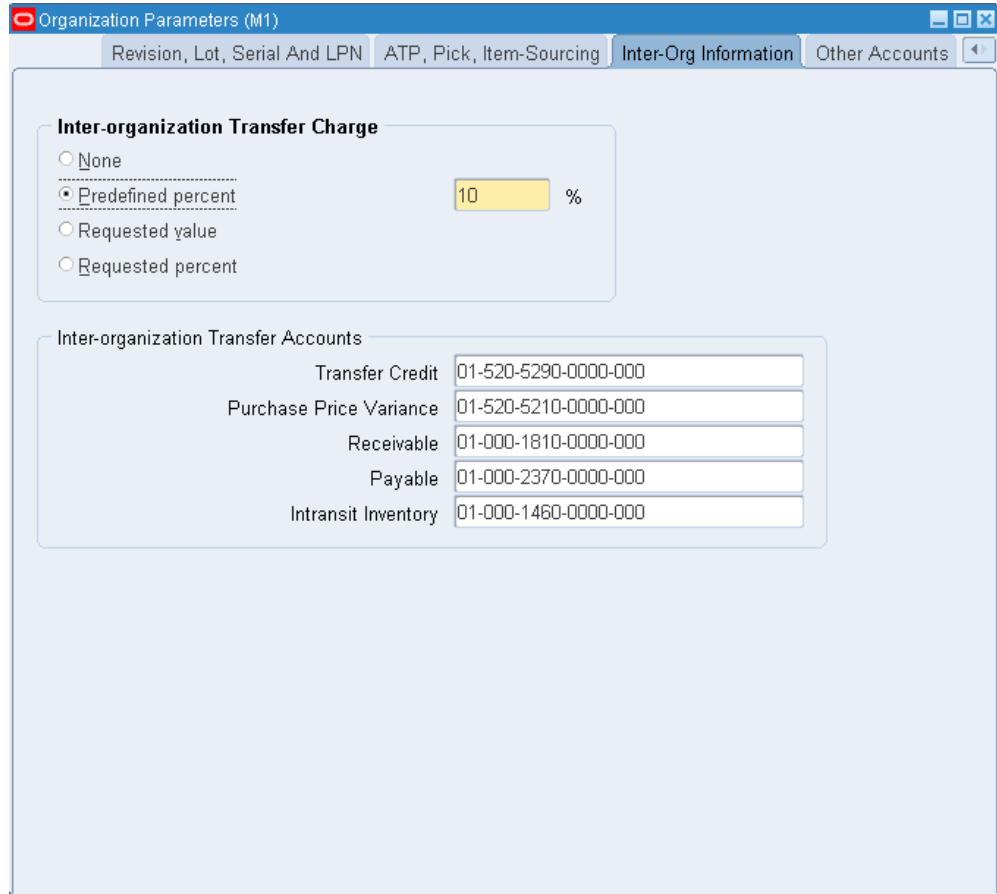 Organization Parameters (M1)
Revision, Lot, Serial And LPN ATP, Pick, Item-Sourcing Inter-Org Information Other Accounts
Inter-organization Transfer Charge
None
Predefined percent 10 %
Requested value
Requested percent
Inter-organization Transfer Accounts
Transfer Credit 01-520-5290-0000-000
Purchase Price Variance 01-520-5210-0000-000
Receivable 01-000-1810-0000-000
Payable 01-000-2370-0000-000
Intransit Inventory 01-000-1460-0000-000